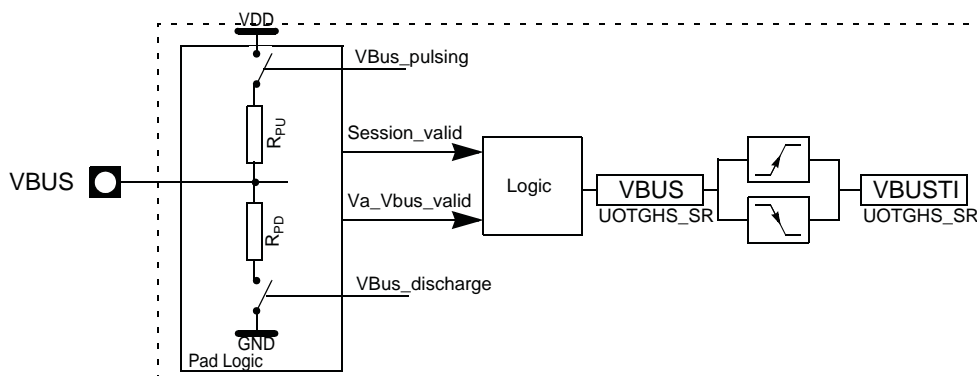 VDD
VBus_pulsing
RPU
Session_valid
VBUS
Logic
VBUS
VBUSTI
UOTGHS_SR
UOTGHS_SR
Va_Vbus_valid
RPD
VBus_discharge
GND
Pad Logic